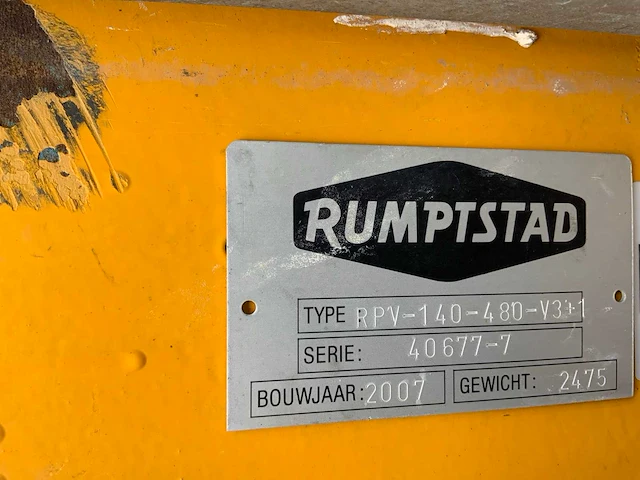 RUMPTSTAD
TYPE : RPV-140-480-V3+1
SERIE: 40677-7
BOUWJAAR: 2007 GEWICHT: 2475